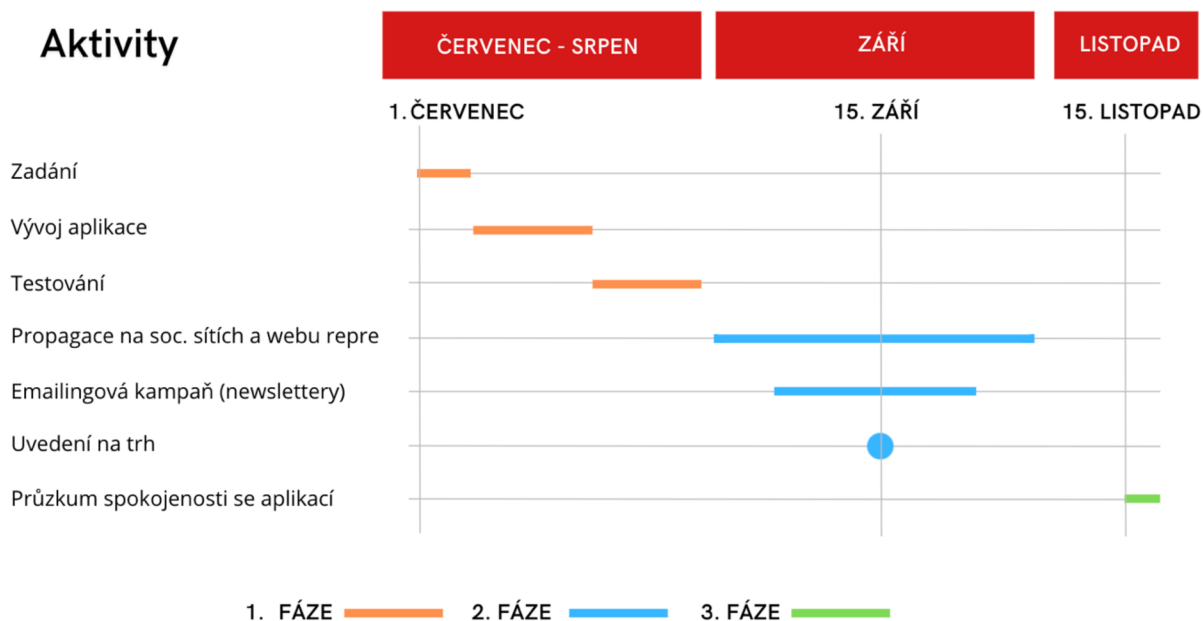 Aktivity
ČERVENEC - SRPEN
ZÁŘÍ
LISTOPAD
1. ČERVENEC
15. ZÁŘÍ
15. LISTOPAD
Zadání
Vývoj aplikace
Testování
Propagace na soc. sítích a webu repre
Emailingová kampaň (newslettery)
Uvedení na trh
Průzkum spokojenosti se aplikací
1. FÁZE
2. FÁZE
3. FÁZE